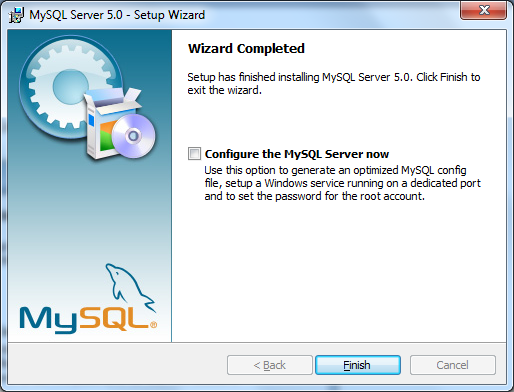 MySQL Server 5.0 - Setup Wizard
Wizard Completed
Setup has finished installing MySQL Server 5.0. Click Finish to
exit the wizard.
Configure the MySQL Server now
Use this option to generate an optimized MySQL config
file, setup a Windows service running on a dedicated port
and to set the password for the root account.
MySQL®
< Back
Finish
Cancel